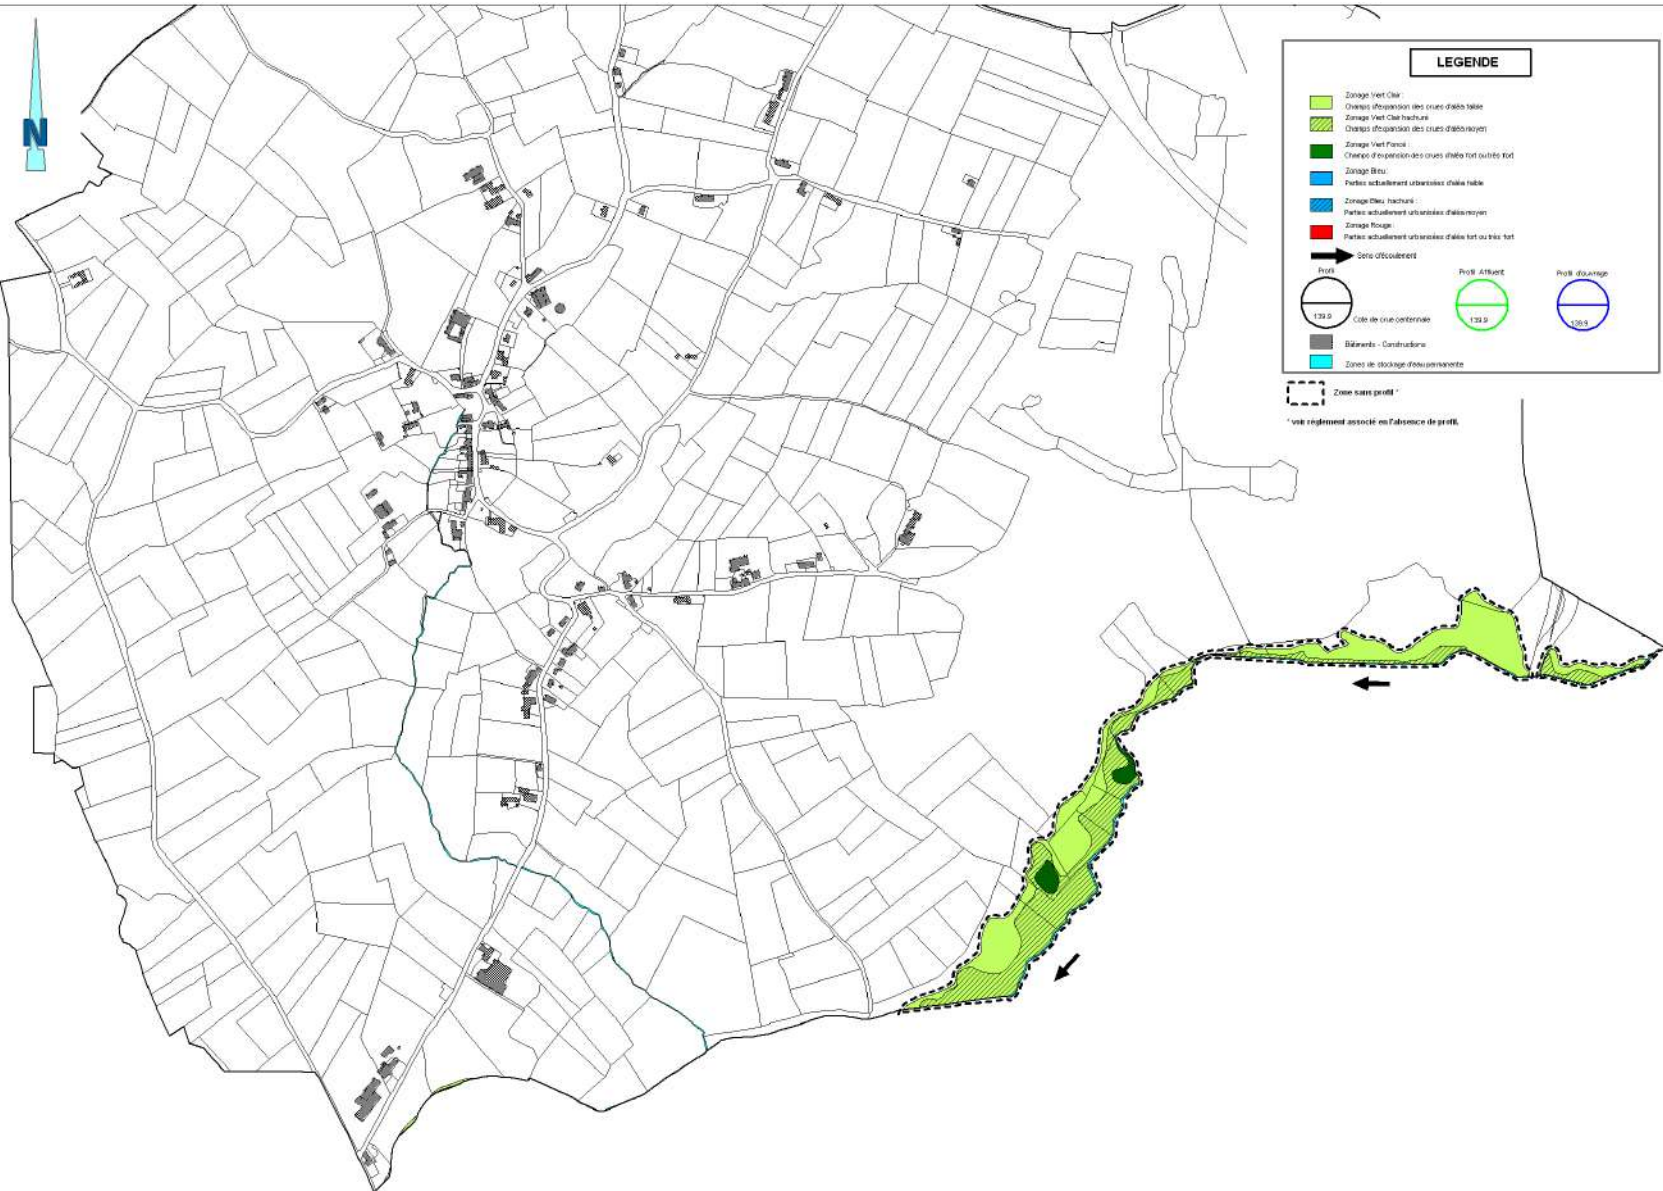 N
LEGENDE
Zonage Vert Clair :
Champs d'expansion des crues d'aléa faible
Zonage Vert Clair hachuré
Champs d'expansion des crues d'aléa moyen
Zonage Vert Foncé :
Champs d'expansion des crues d'aléa fort ou très fort
Zonage Bleu :
Parties actuellement urbanisées d'aléa faible
Zonage Bleu hachuré :
Parties actuellement urbanisées d'aléa moyen
Zonage Rouge :
Parties actuellement urbanisées d'aléa fort ou très fort
Sens d'écoulement
Profil
Profil Affluent
Profil d'ouvrage
139.9
Cote de crue centennale
139.9
139.9
Bâtiments - Constructions
Zones de stockage d'eau permanente
Zone sans profil *
* voir règlement associé en l'absence de profil.